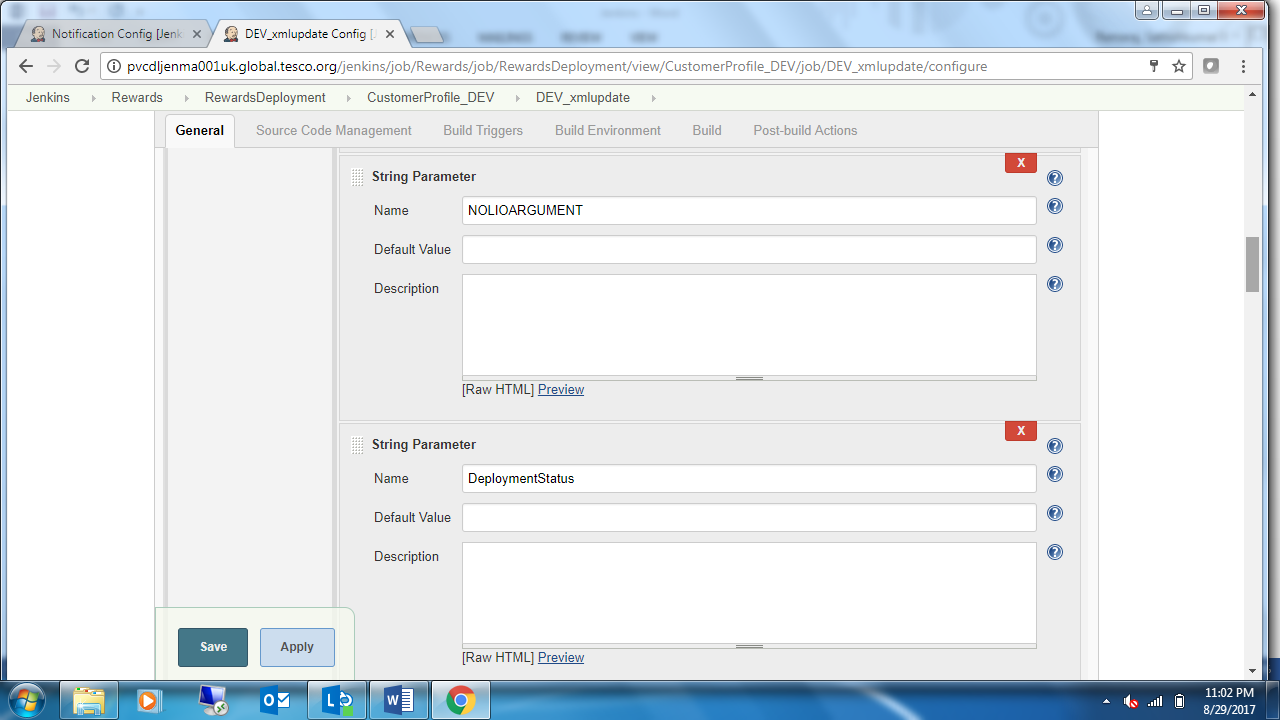 Notification Config [Jenk
DEV_xmlupdate Config [J
pvcdljenma001uk.global.tesco.org/jenkins/job/Rewards/job/RewardsDeployment/view/CustomerProfile_DEV/job/DEV_xmlupdate/configure
Jenkins Rewards RewardsDeployment CustomerProfile_DEV DEV_xmlupdate
General Source Code Management Build Triggers Build Environment Build Post-build Actions
X
String Parameter
Name NOLIOARGUMENT
Default Value
Description
[Raw HTML] Preview
X
String Parameter
Name DeploymentStatus
Default Value
Description
Save Apply
[Raw HTML] Preview
11:02 PM
8/29/2017